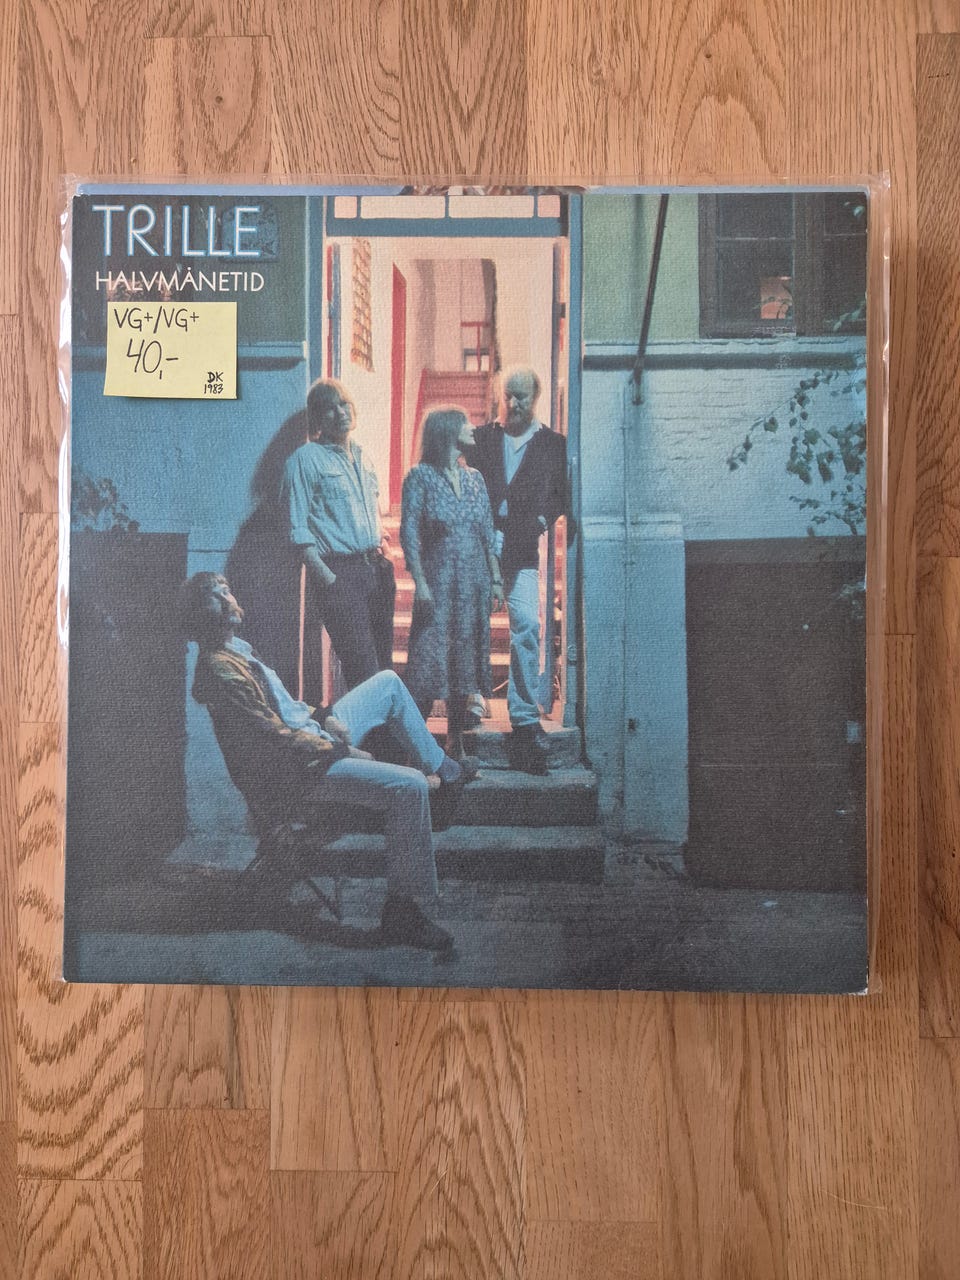 TRILLE
HALVMÅNETID
VG+/VG+
40,-
DK
1983